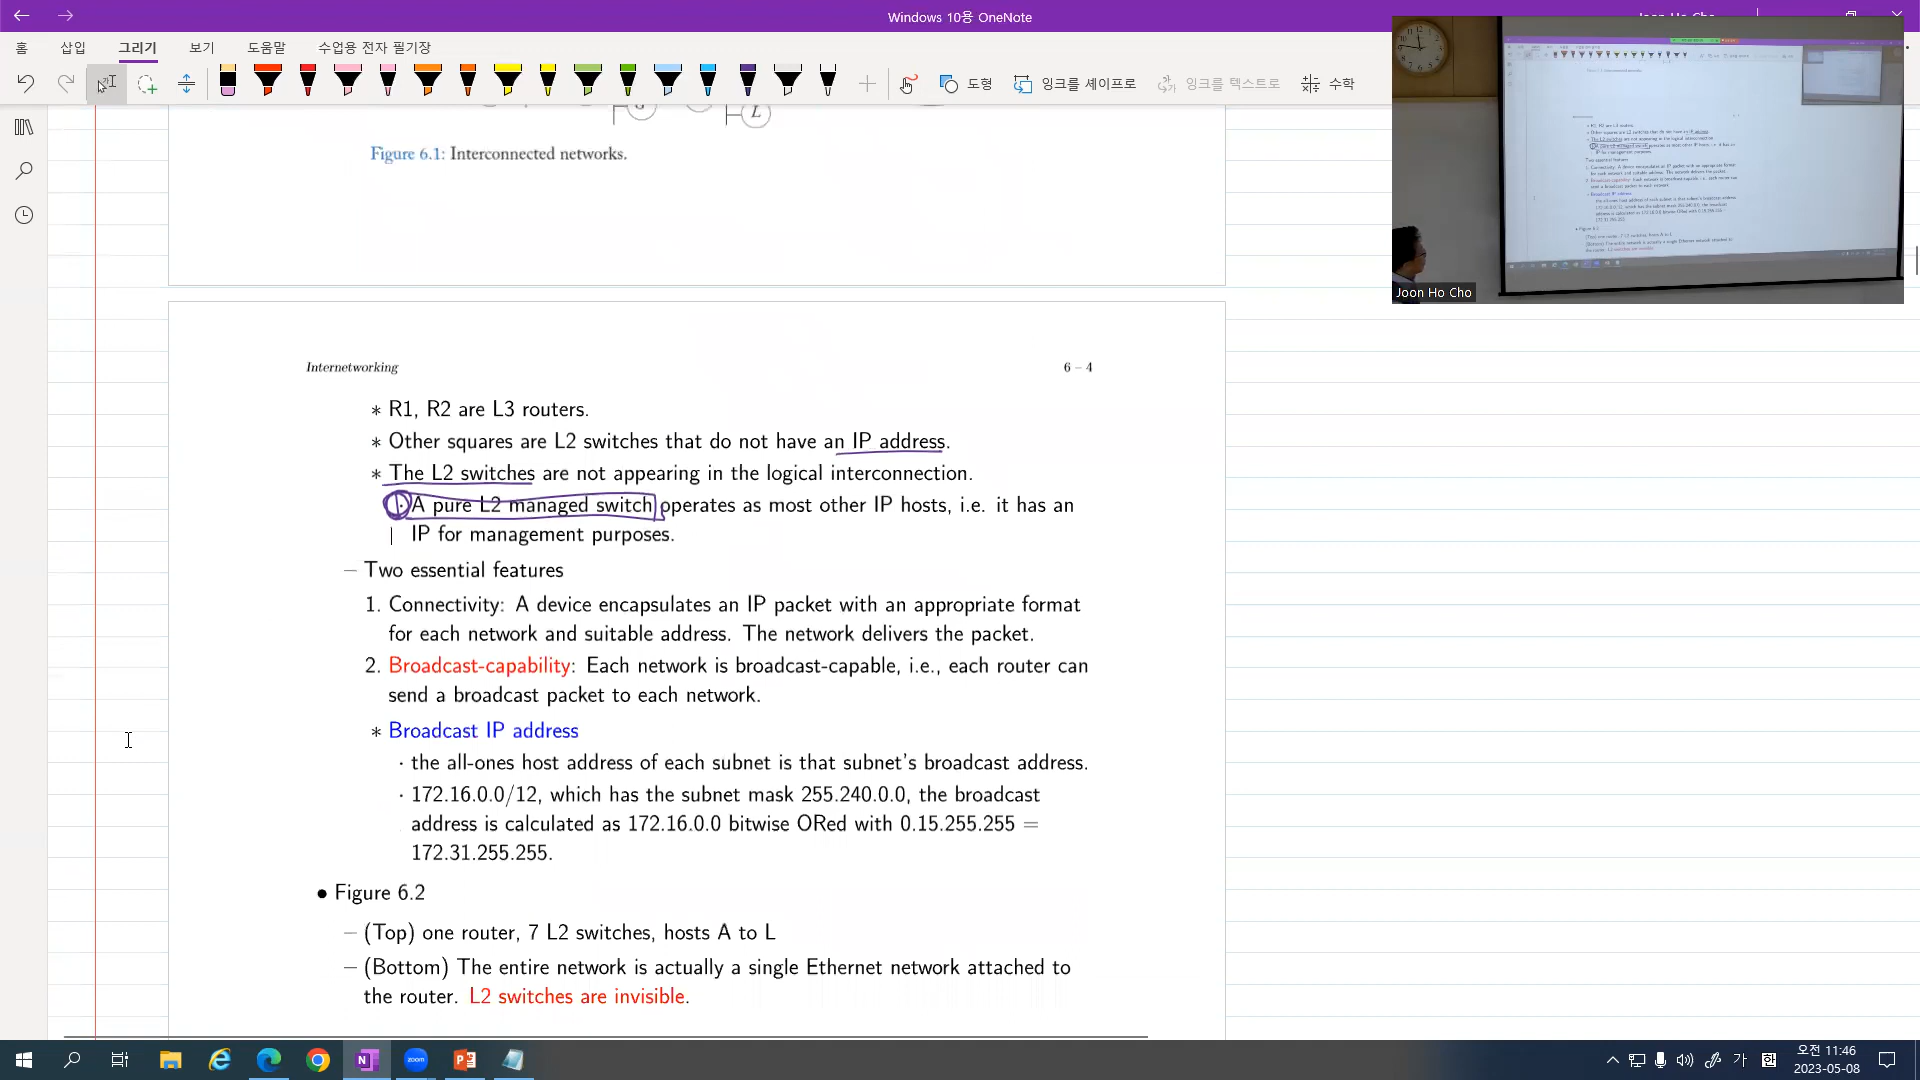 Windows 10용 OneNote
홈 삽입 그리기 보기 도움말 수업용 전자 필기장
도형 잉크를 셰이프로 잉크를 텍스트로 수학
L
Figure 6.1: Interconnected networks.
Joon Ho Cho
Internetworking 6 – 4
∗ R1, R2 are L3 routers.
∗ Other squares are L2 switches that do not have an IP address.
∗ The L2 switches are not appearing in the logical interconnection.
· A pure L2 managed switch operates as most other IP hosts, i.e. it has an
IP for management purposes.
– Two essential features
1. Connectivity: A device encapsulates an IP packet with an appropriate format
for each network and suitable address. The network delivers the packet.
2. Broadcast-capability: Each network is broadcast-capable, i.e., each router can
send a broadcast packet to each network.
∗ Broadcast IP address
· the all-ones host address of each subnet is that subnet's broadcast address.
· 172.16.0.0/12, which has the subnet mask 255.240.0.0, the broadcast
address is calculated as 172.16.0.0 bitwise ORed with 0.15.255.255 =
172.31.255.255.
• Figure 6.2
– (Top) one router, 7 L2 switches, hosts A to L
– (Bottom) The entire network is actually a single Ethernet network attached to
the router. L2 switches are invisible.
zoom
가 한
오전 11:46
2023-05-08